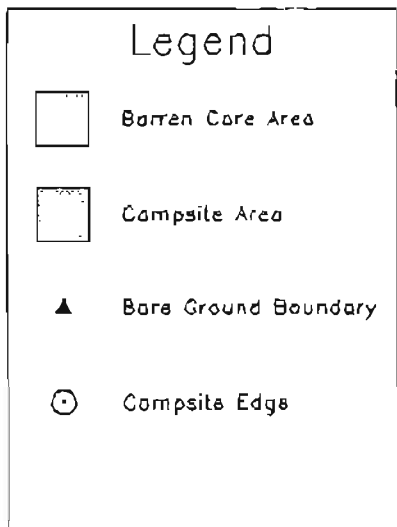 Legend
Barren Core Area
Campsite Area
Bare Ground Boundary
Campsite Edge